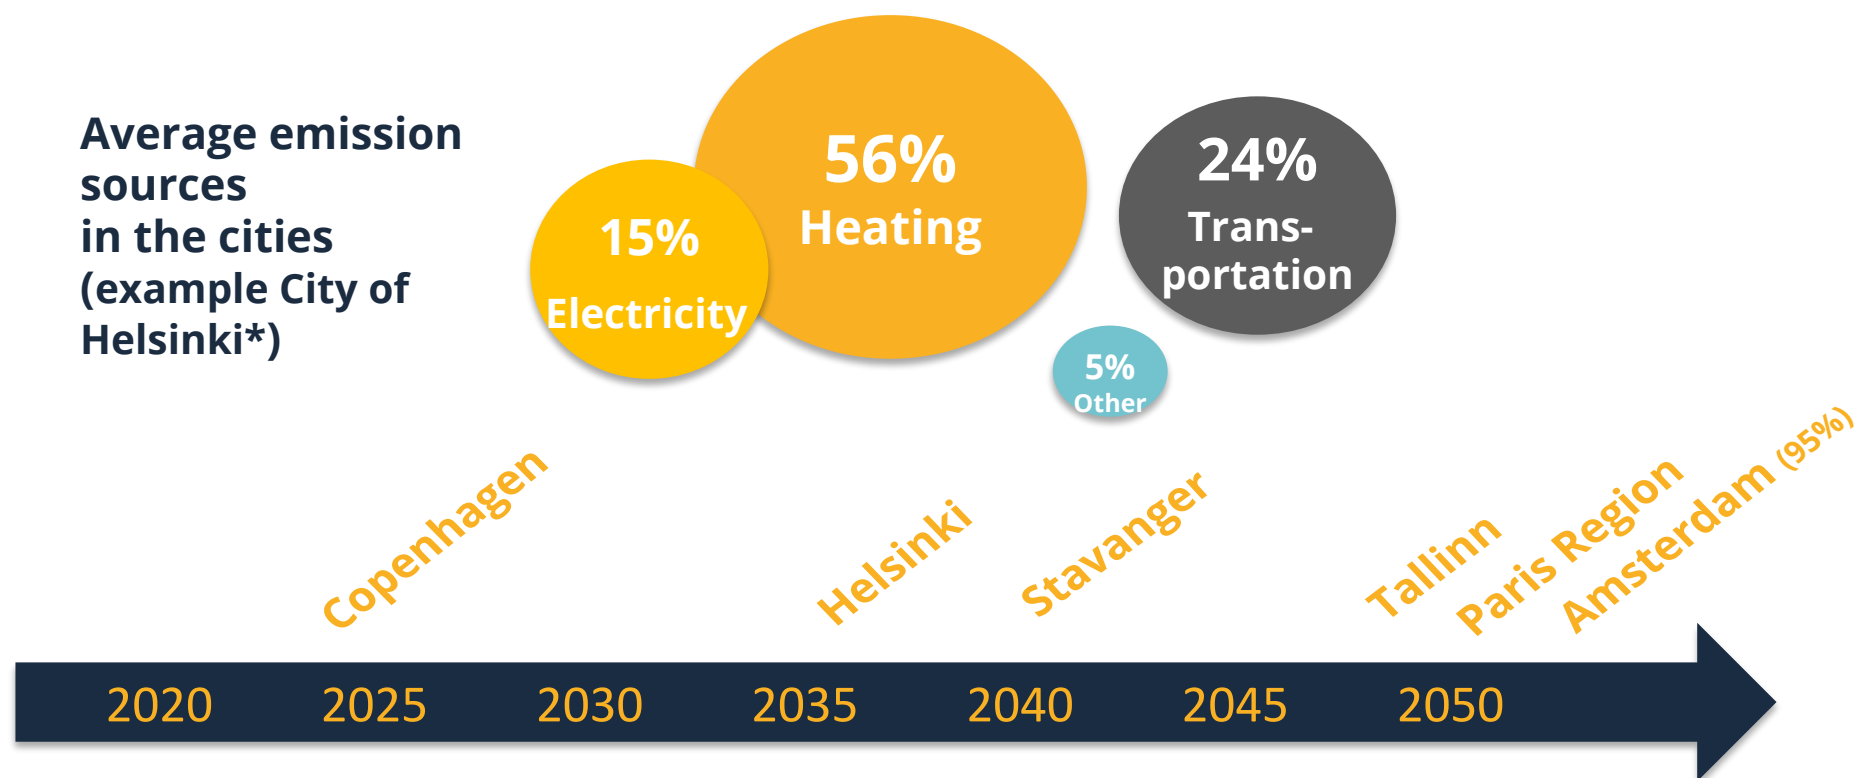 Average emission
sources
in the cities
(example City of
Helsinki*)
15%
Electricity
56%
Heating
24%
Trans-
portation
5%
Other
Copenhagen
Helsinki
Stavanger
Tallinn
Paris Region
Amsterdam (95%)
2020 2025 2030 2035 2040 2045 2050